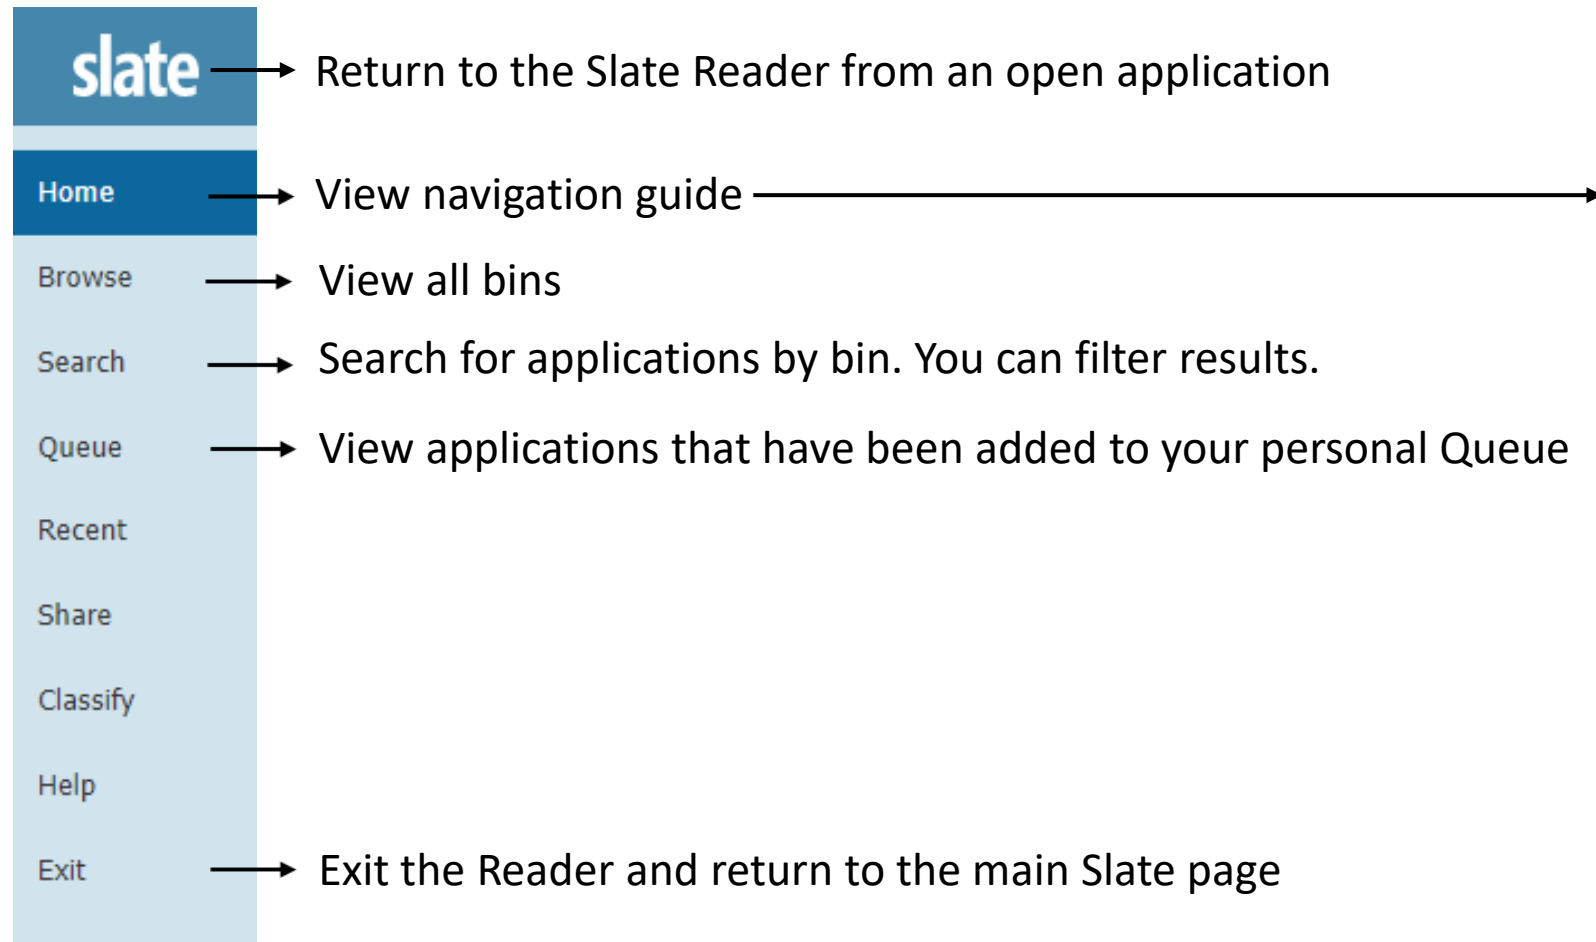 slate Return to the Slate Reader from an open application
Home View navigation guide
Browse View all bins
Search Search for applications by bin. You can filter results.
Queue View applications that have been added to your personal Queue
Recent
Share
Classify
Help
Exit Exit the Reader and return to the main Slate page